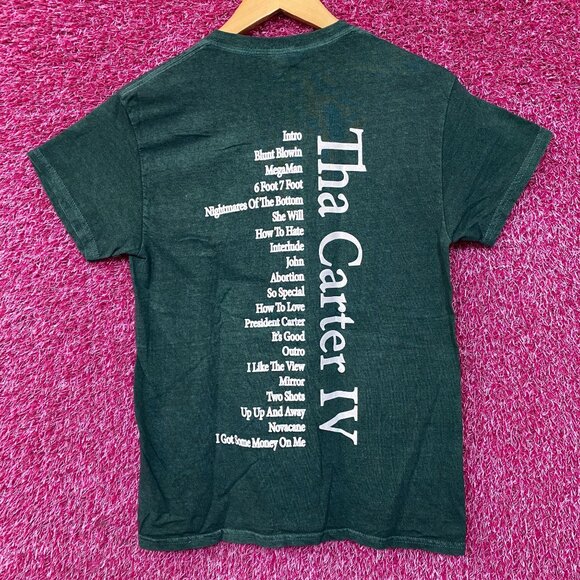 Intro
Blunt Blowin
MegaMan
6 Foot 7 Foot
Nightmares Of The Bottom
She Will
How To Hate
Interlude
John
Abortion
So Special
How To Love
President Carter
It's Good
Outro
I Like The View
Mirror
Two Shots
Up Up And Away
Novacane
I Got Some Money On Me
Tha Carter IV